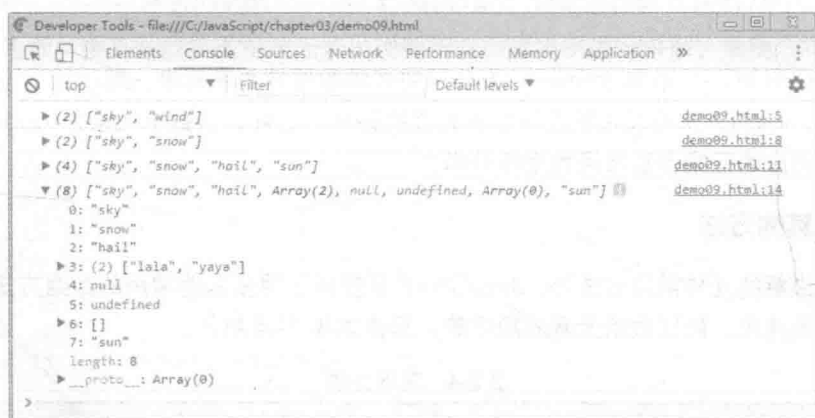 Developer Tools - file:///C:/JavaScript/chapter03/demo09.html
Elements Console Sources Network Performance Memory Application »
top ▼ Filter Default levels ▼
▶ (2) ["sky", "wind"] demo09.html:5
▶ (2) ["sky", "snow"] demo09.html:8
▶ (4) ["sky", "snow", "hail", "sun"] demo09.html:11
▼ (8) ["sky", "snow", "hail", Array(2), null, undefined, Array(0), "sun"] demo09.html:14
0: "sky"
1: "snow"
2: "hail"
▶ 3: (2) ["lala", "yaya"]
4: null
5: undefined
▶ 6: []
7: "sun"
length: 8
▶ __proto__: Array(0)
>